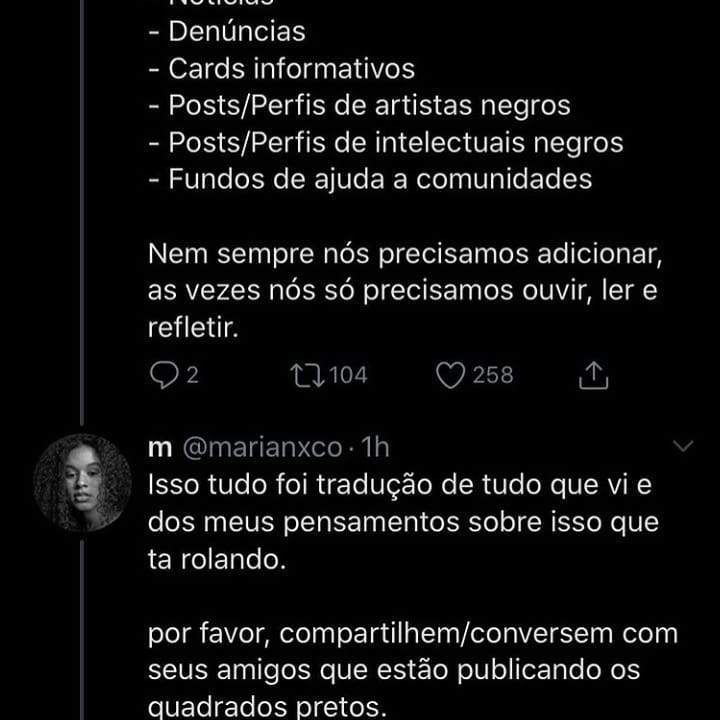 - Notícias
- Denúncias
- Cards informativos
- Posts/Perfis de artistas negros
- Posts/Perfis de intelectuais negros
- Fundos de ajuda a comunidades
Nem sempre nós precisamos adicionar,
as vezes nós só precisamos ouvir, ler e
refletir.
2 104 258
m @marianxco · 1h
Isso tudo foi tradução de tudo que vi e
dos meus pensamentos sobre isso que
ta rolando.
por favor, compartilhem/conversem com
seus amigos que estão publicando os
quadrados pretos.